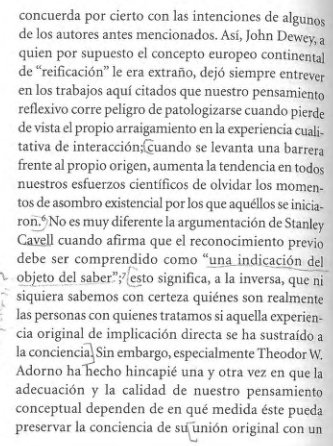 concuerda por cierto con las intenciones de algunos
de los autores antes mencionados. Así, John Dewey, a
quien por supuesto el concepto europeo continental
de “reificación” le era extraño, dejó siempre entrever
en los trabajos aquí citados que nuestro pensamiento
reflexivo corre peligro de patologizarse cuando pierde
de vista el propio arraigamiento en la experiencia cuali-
tativa de interacción; cuando se levanta una barrera
frente al propio origen, aumenta la tendencia en todos
nuestros esfuerzos científicos de olvidar los momen-
tos de asombro existencial por los que aquéllos se inicia-
ron.⁶ No es muy diferente la argumentación de Stanley
Cavell cuando afirma que el reconocimiento previo
debe ser comprendido como “una indicación del
objeto del saber”;⁷ esto significa, a la inversa, que ni
siquiera sabemos con certeza quiénes son realmente
las personas con quienes tratamos si aquella experien-
cia original de implicación directa se ha sustraído a
la conciencia. Sin embargo, especialmente Theodor W.
Adorno ha hecho hincapié una y otra vez en que la
adecuación y la calidad de nuestro pensamiento
conceptual dependen de en qué medida éste pueda
preservar la conciencia de su unión original con un